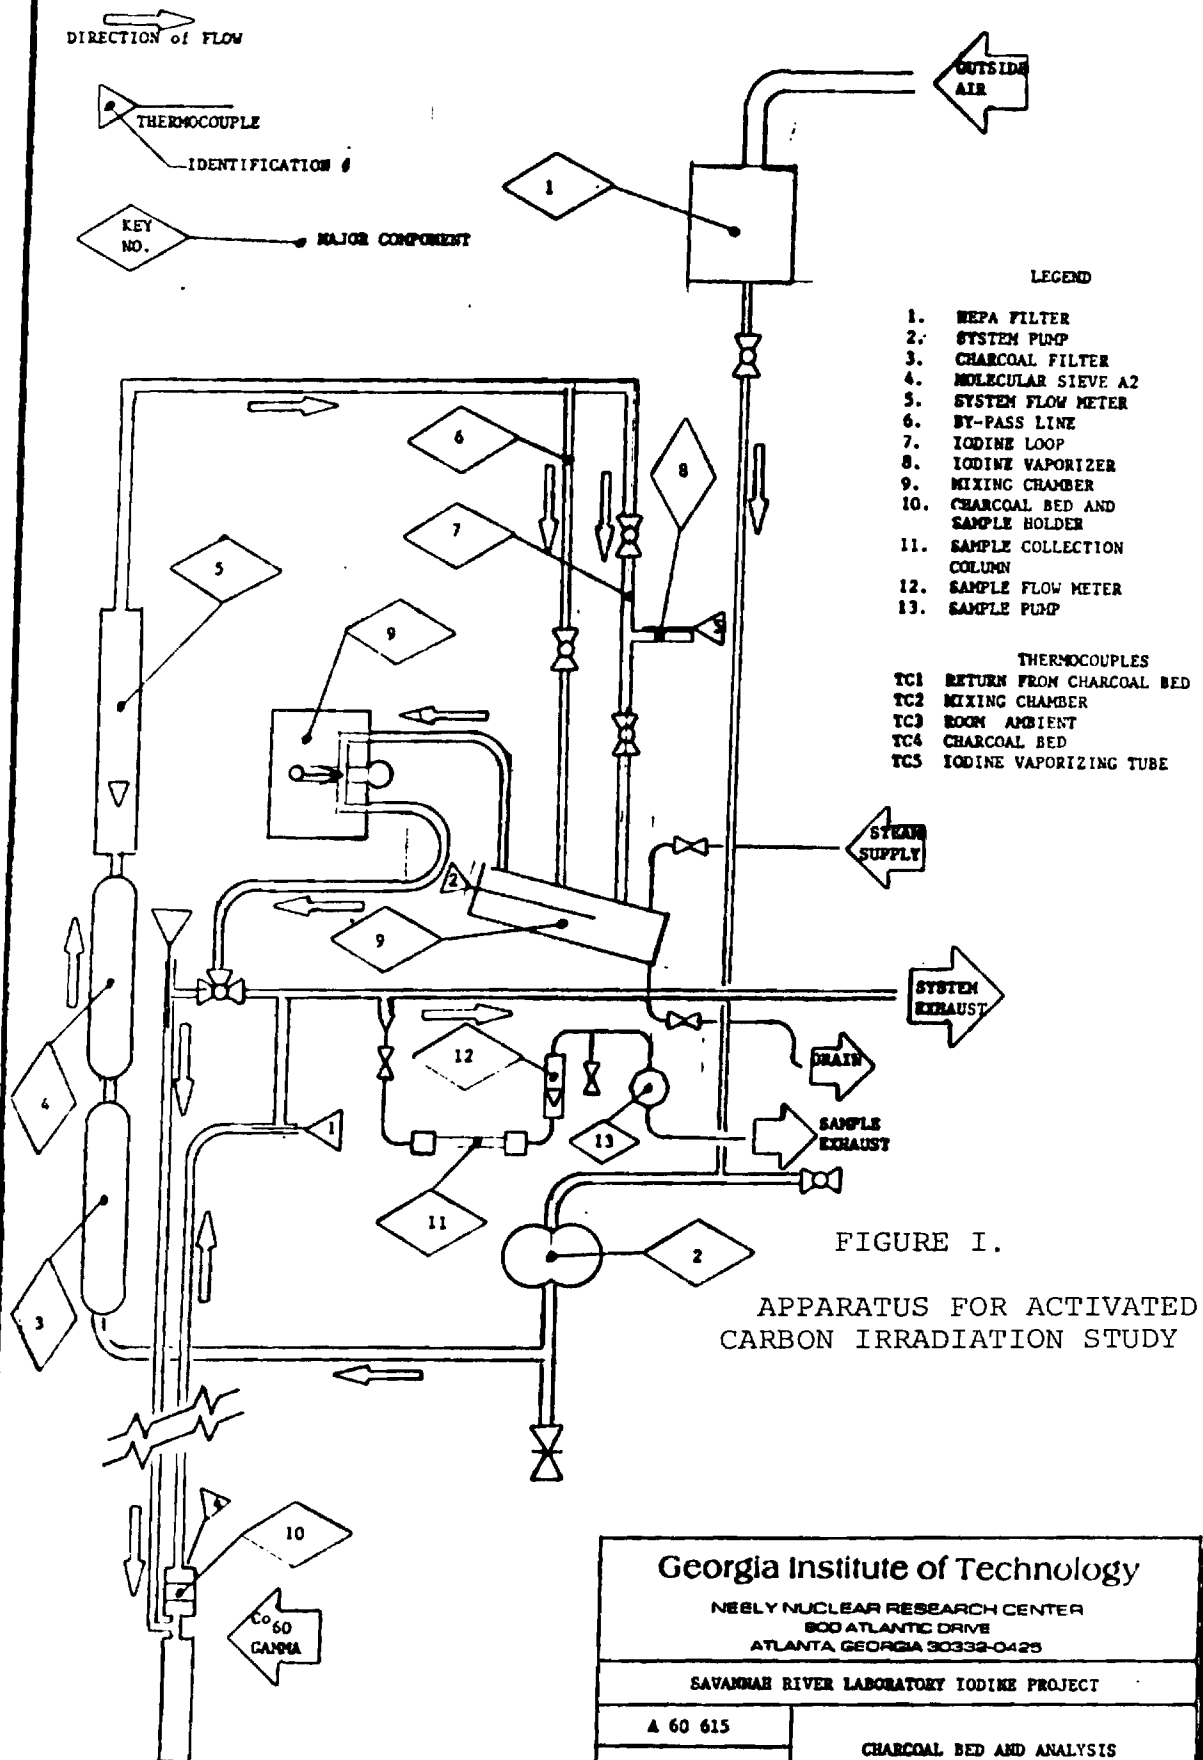 DIRECTION of FLOW
THERMOCOUPLE
IDENTIFICATION #
KEY
NO.
MAJOR COMPONENT
OUTSIDE
AIR
1
LEGEND
1. HEPA FILTER
2. SYSTEM PUMP
3. CHARCOAL FILTER
4. MOLECULAR SIEVE A2
5. SYSTEM FLOW METER
6. BY-PASS LINE
7. IODINE LOOP
8. IODINE VAPORIZER
9. MIXING CHAMBER
10. CHARCOAL BED AND
SAMPLE HOLDER
11. SAMPLE COLLECTION
COLUMN
12. SAMPLE FLOW METER
13. SAMPLE PUMP
THERMOCOUPLES
TC1 RETURN FROM CHARCOAL BED
TC2 MIXING CHAMBER
TC3 ROOM AMBIENT
TC4 CHARCOAL BED
TC5 IODINE VAPORIZING TUBE
6
8
7
5
9
STEAM
SUPPLY
2
9
SYSTEM
EXHAUST
12
DRAIN
4
1
13
SAMPLE
EXHAUST
11
2
3
FIGURE I.
APPARATUS FOR ACTIVATED
CARBON IRRADIATION STUDY
4
10
Co60
GAMMA
Georgia Institute of Technology
NEELY NUCLEAR RESEARCH CENTER
900 ATLANTIC DRIVE
ATLANTA GEORGIA 30332-0425
SAVANNAH RIVER LABORATORY IODINE PROJECT
A 60 615
CHARCOAL BED AND ANALYSIS